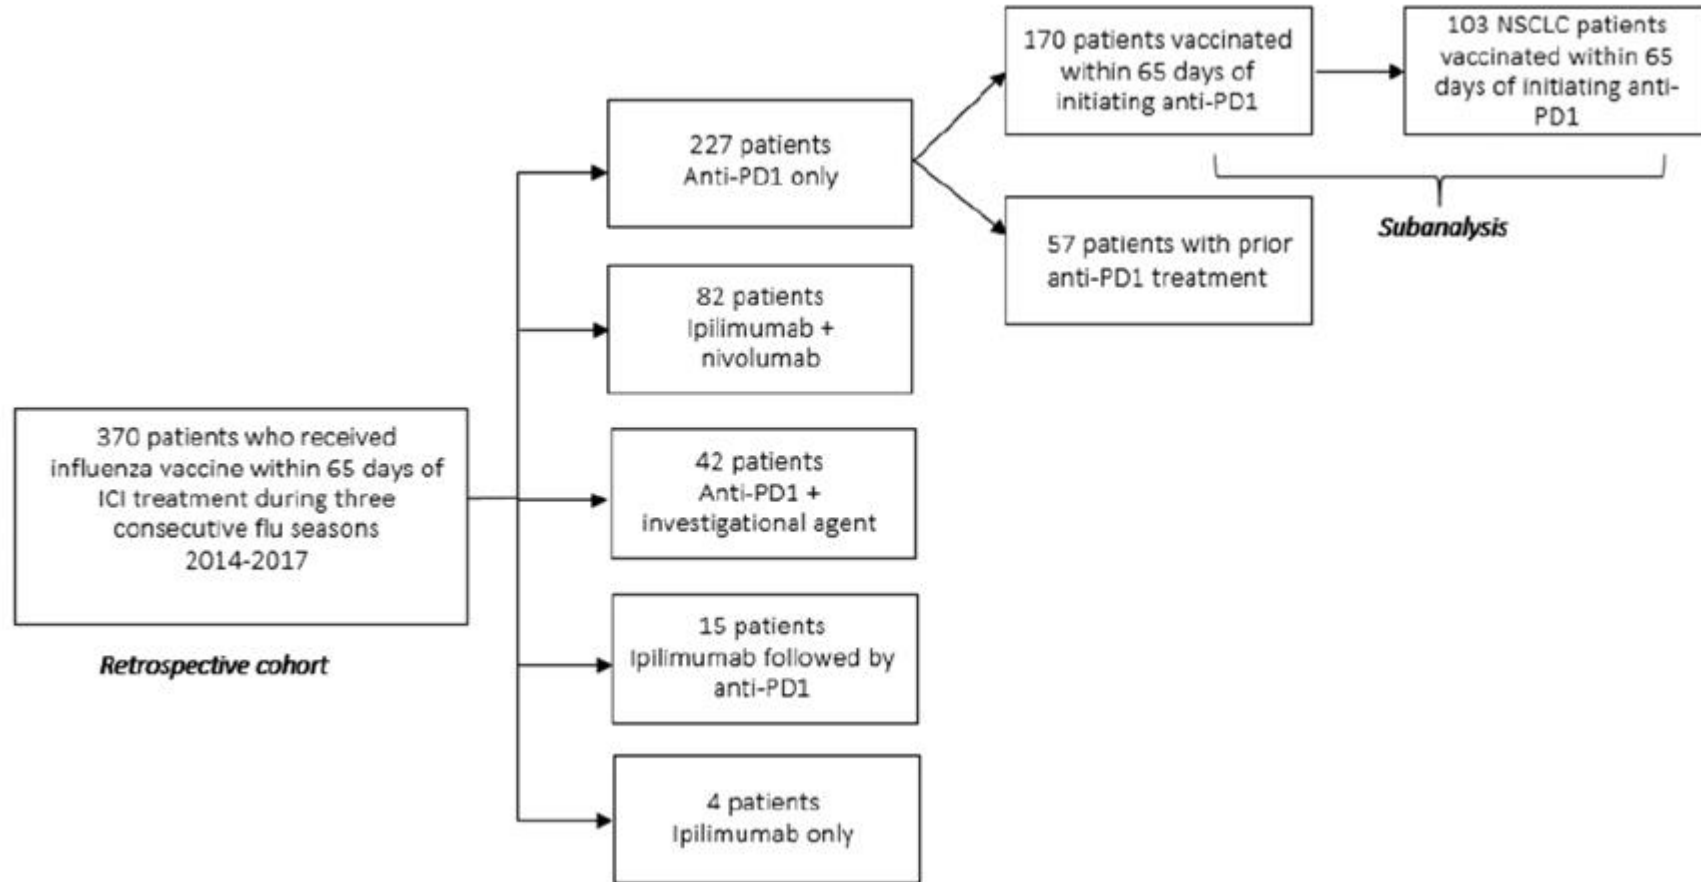 370 patients who received
influenza vaccine within 65 days of
ICI treatment during three
consecutive flu seasons
2014-2017
Retrospective cohort
227 patients
Anti-PD1 only
82 patients
Ipilimumab +
nivolumab
42 patients
Anti-PD1 +
investigational agent
15 patients
Ipilimumab followed by
anti-PD1
4 patients
Ipilimumab only
170 patients vaccinated
within 65 days of
initiating anti-PD1
57 patients with prior
anti-PD1 treatment
103 NSCLC patients
vaccinated within 65
days of initiating anti-
PD1
Subanalysis